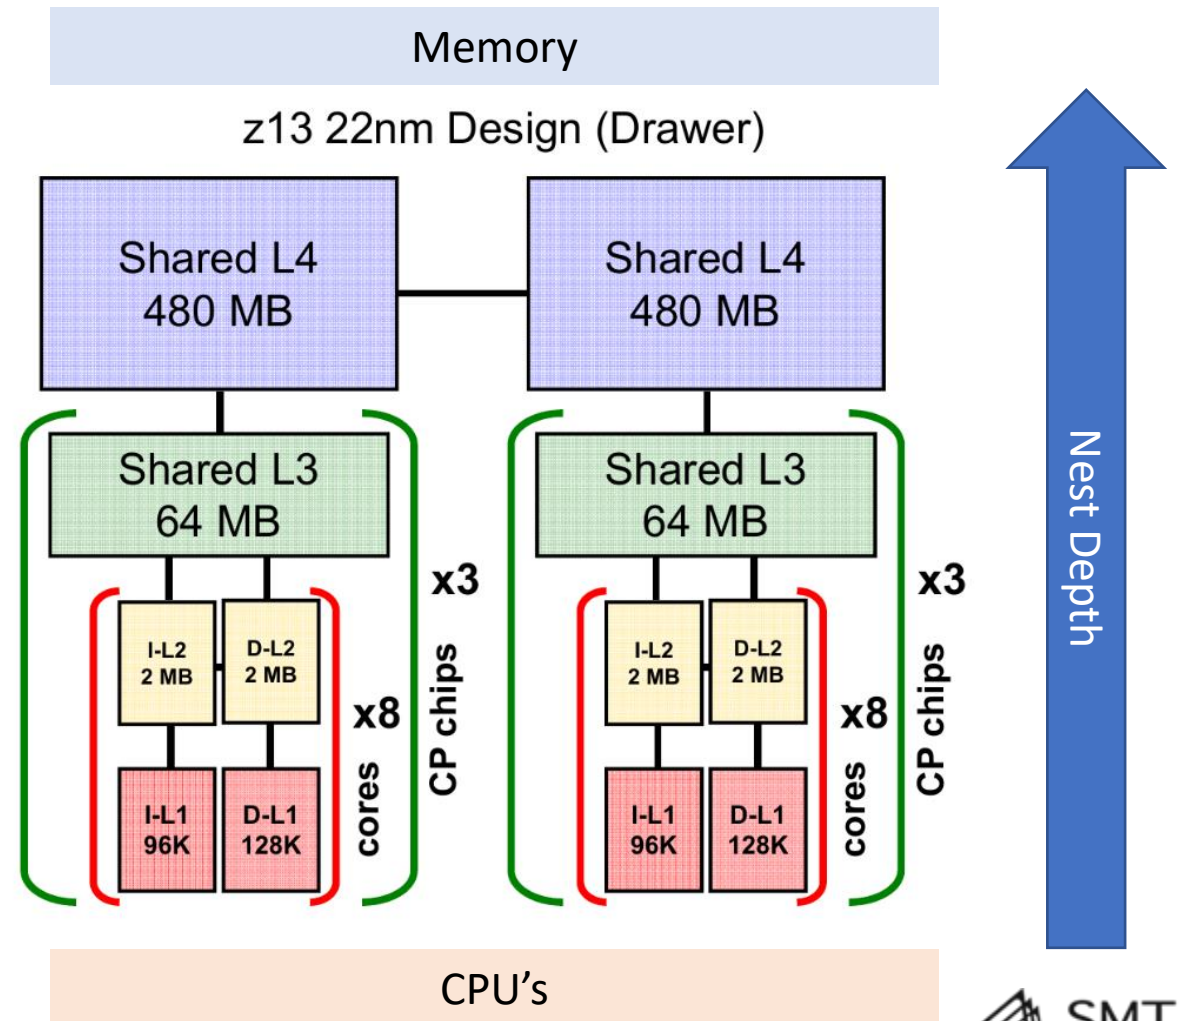 Memory
z13 22nm Design (Drawer)
Shared L4
480 MB
Shared L4
480 MB
Shared L3
64 MB
Shared L3
64 MB
x3
CP chips
x3
CP chips
I-L2
2 MB
D-L2
2 MB
x8
cores
I-L2
2 MB
D-L2
2 MB
x8
cores
I-L1
96K
D-L1
128K
I-L1
96K
D-L1
128K
Nest Depth
CPU's
SMT